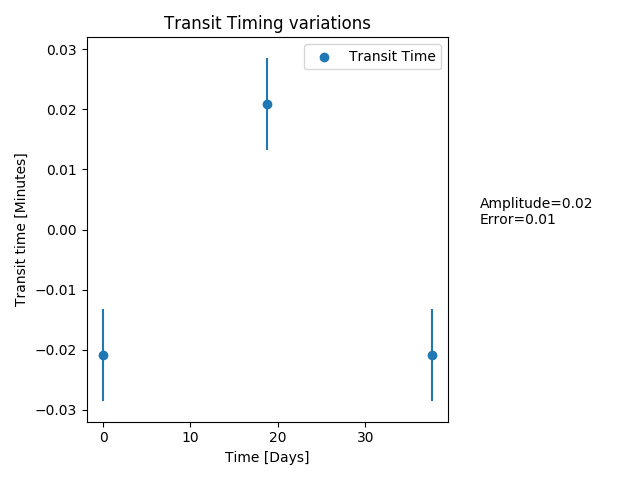 Transit Timing variations
Transit Time
0.03
0.02
0.01
0.00
−0.01
−0.02
−0.03
Transit time [Minutes]
Amplitude=0.02
Error=0.01
0 10 20 30
Time [Days]